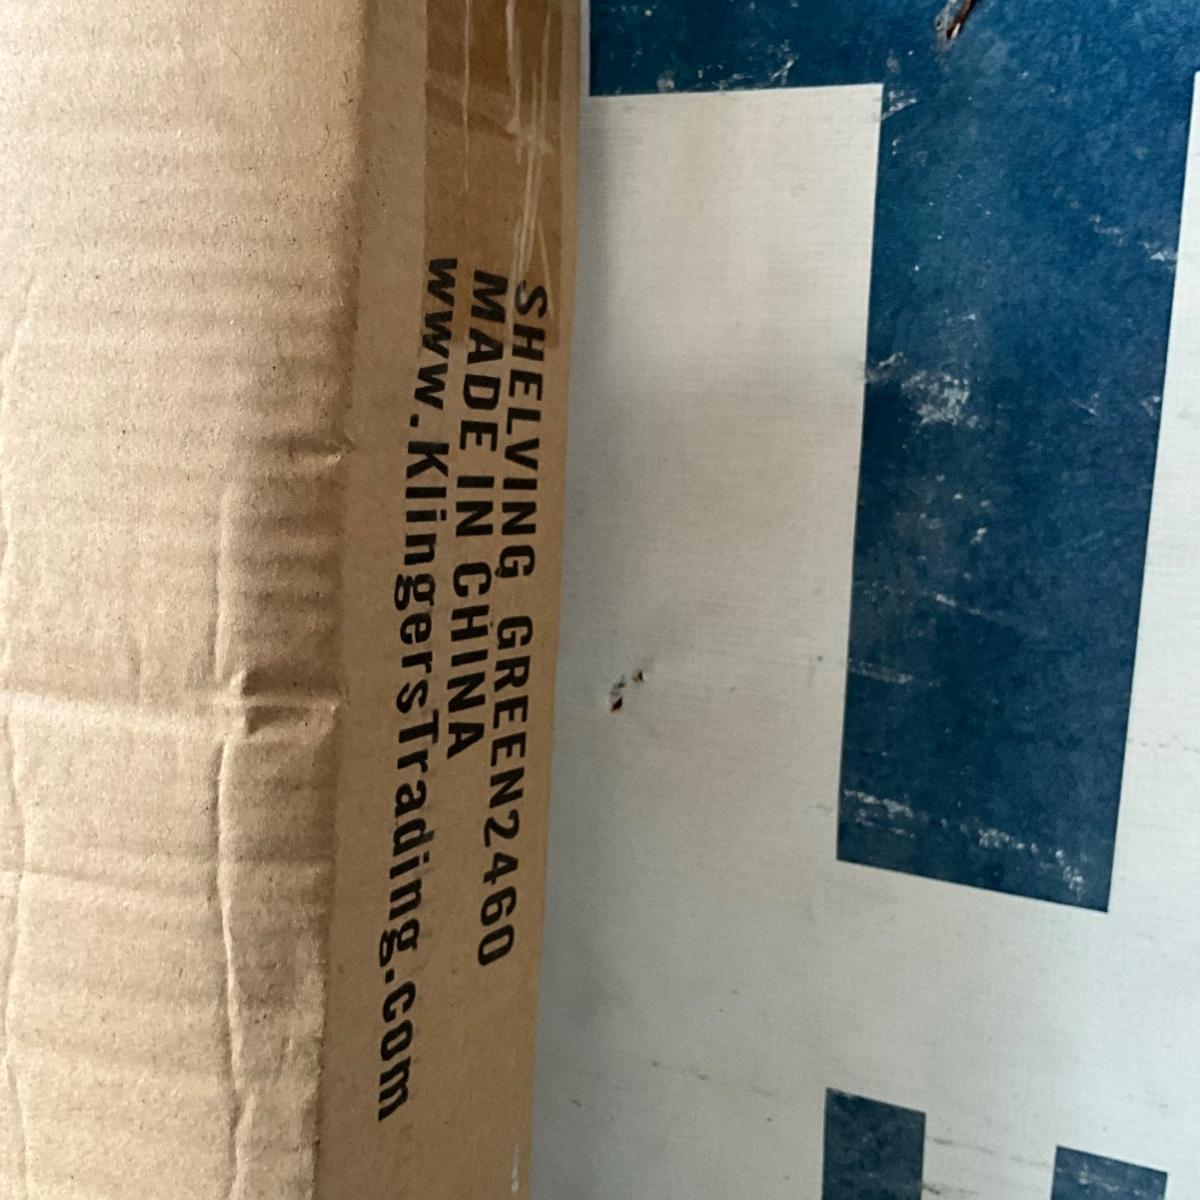 SHELVING GREEN2460
MADE IN CHINA
www.KlingersTrading.com